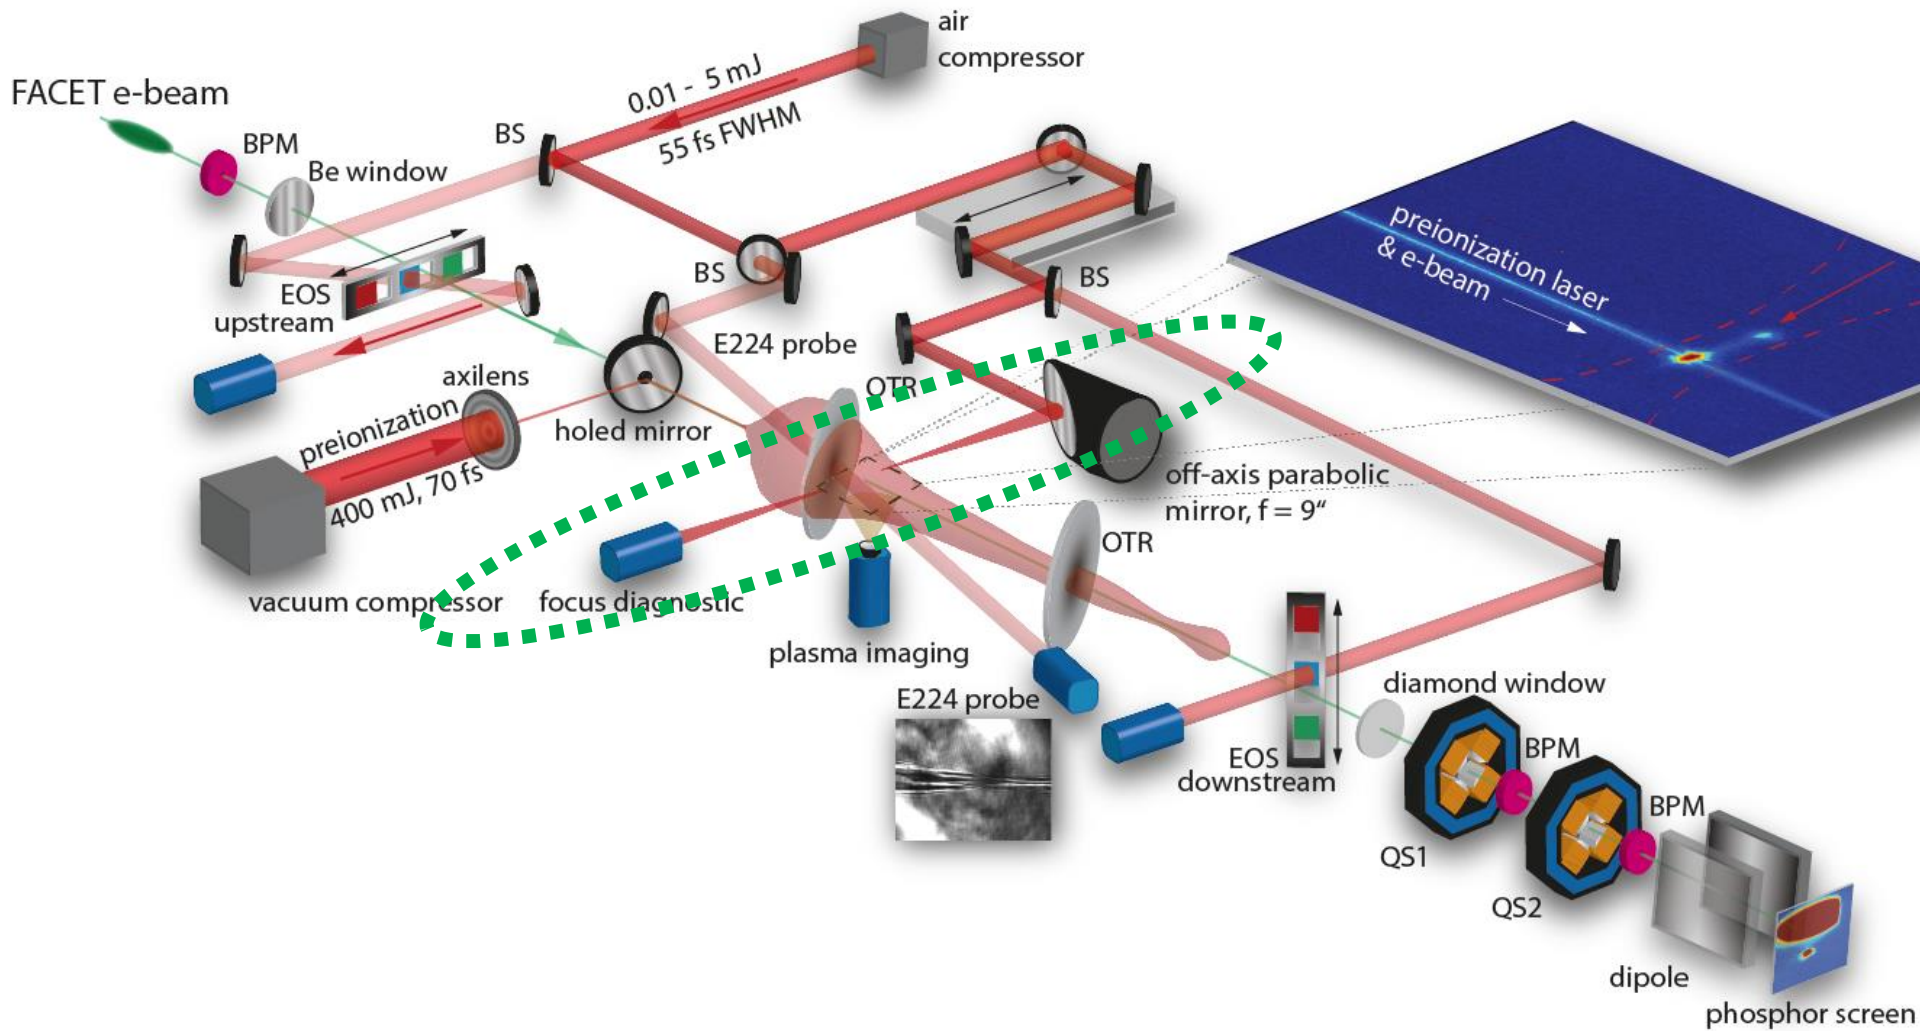 air
compressor
0.01 - 5 mJ
55 fs FWHM
FACET e-beam
BPM
Be window
BS
BS
BS
EOS
upstream
E224 probe
preionization laser
& e-beam
axilens
preionization
400 mJ, 70 fs
holed mirror
OTR
off-axis parabolic
mirror, f = 9“
OTR
vacuum compressor
focus diagnostic
plasma imaging
E224 probe
EOS
downstream
diamond window
BPM
QS1
BPM
QS2
dipole
phosphor screen